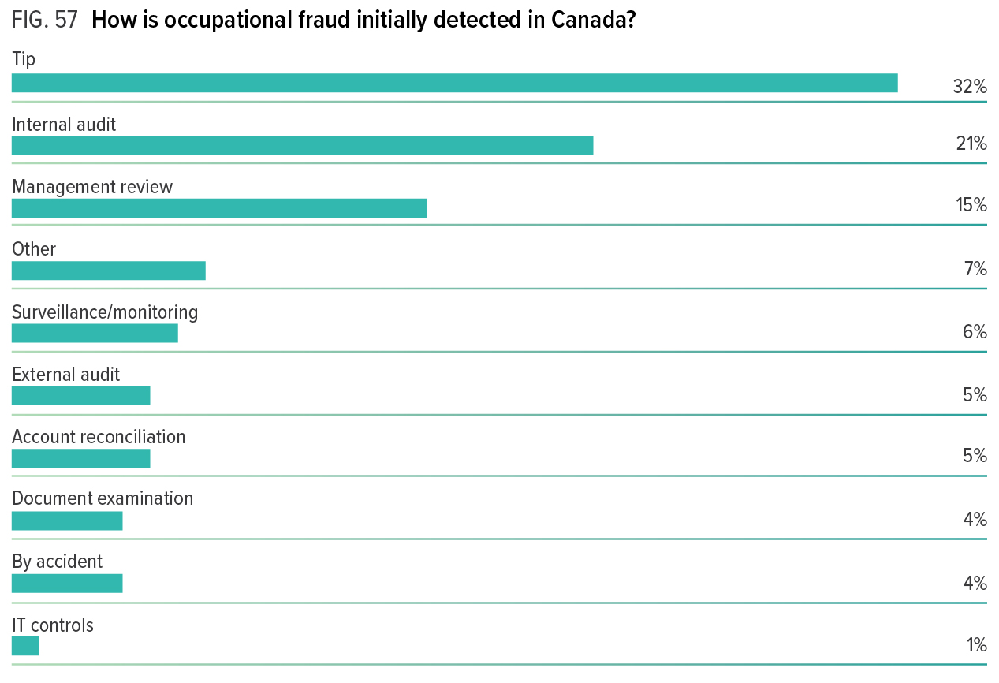 FIG. 57 How is occupational fraud initially detected in Canada?
Tip
32%
Internal audit
21%
Management review
15%
Other
7%
Surveillance/monitoring
6%
External audit
5%
Account reconciliation
5%
Document examination
4%
By accident
4%
IT controls
1%